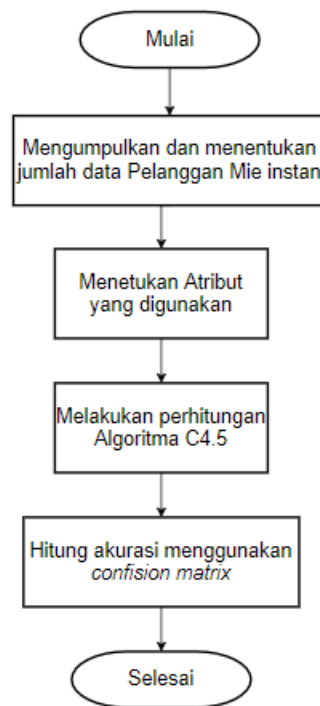 Mulai
Mengumpulkan dan menentukan
jumlah data Pelanggan Mie instan
Menetukan Atribut
yang digunakan
Melakukan perhitungan
Algoritma C4.5
Hitung akurasi menggunakan
confision matrix
Selesai